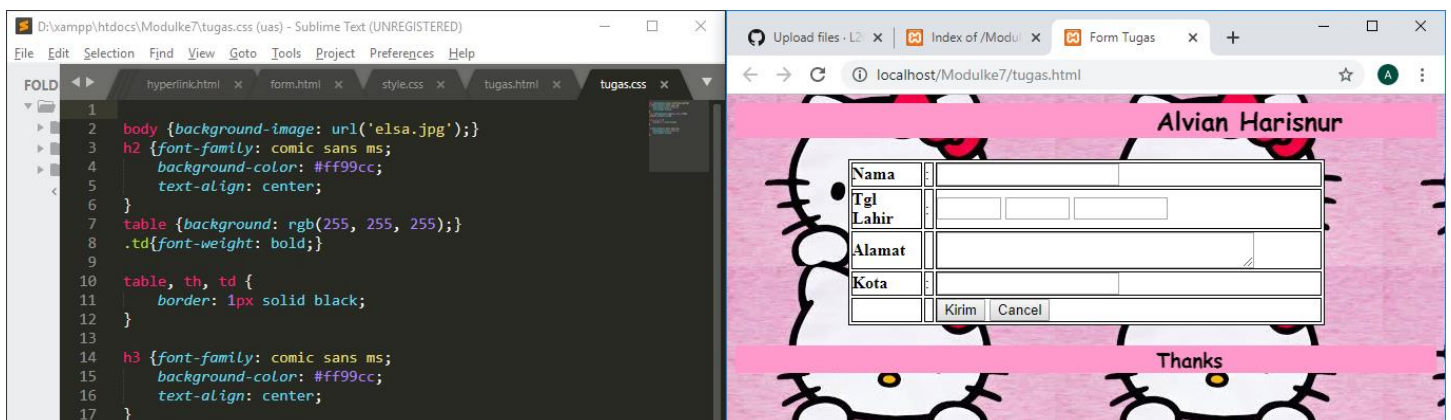 D:\xampp\htdocs\Modulke7\tugas.css (uas) - Sublime Text (UNREGISTERED)
File Edit Selection Find View Goto Tools Project Preferences Help
FOLD
hyperlink.html × form.html × style.css × tugas.html × tugas.css ×
1
2 body {background-image: url('elsa.jpg');}
3 h2 {font-family: comic sans ms;
4 background-color: #ff99cc;
5 text-align: center;
6 }
7 table {background: rgb(255, 255, 255);}
8 .td{font-weight: bold;}
9
10 table, th, td {
11 border: 1px solid black;
12 }
13
14 h3 {font-family: comic sans ms;
15 background-color: #ff99cc;
16 text-align: center;
17 }
Upload files · L2 × Index of /Modul × Form Tugas × +
localhost/Modulke7/tugas.html A
Alvian Harisnur
Nama :
Tgl
Lahir :
Alamat
Kota :
Kirim Cancel
Thanks